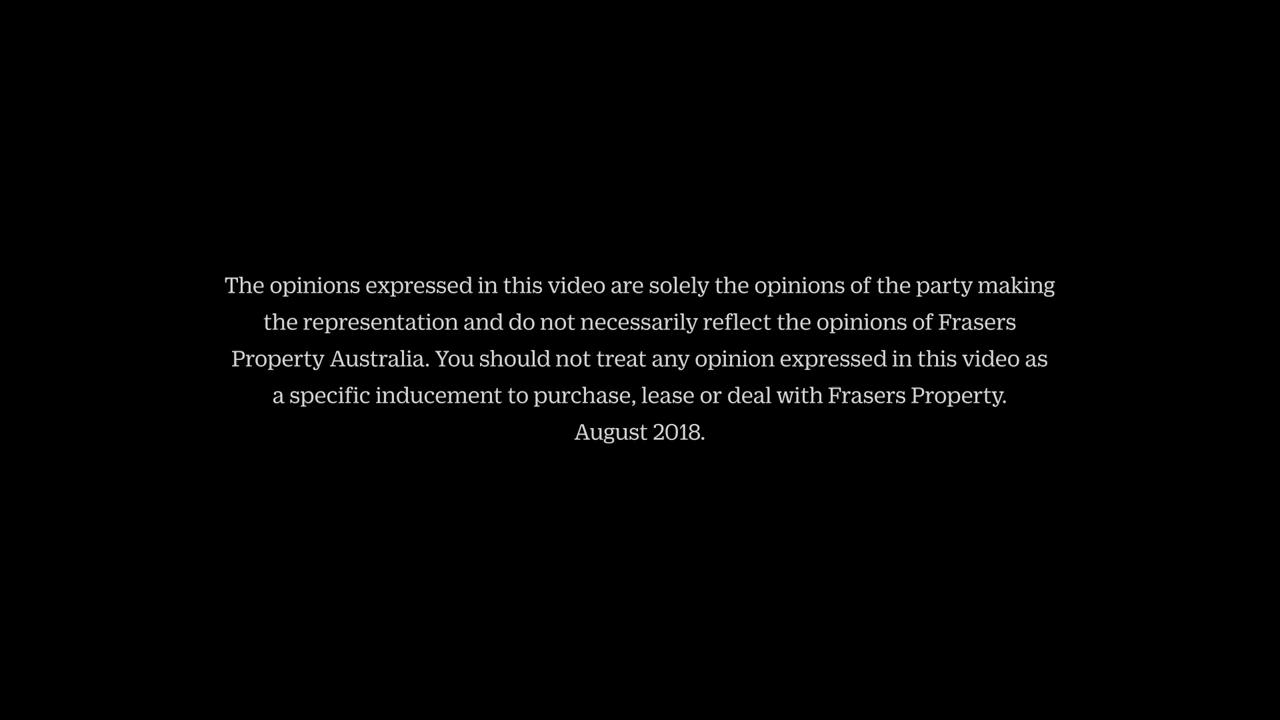 The opinions expressed in this video are solely the opinions of the party making
the representation and do not necessarily reflect the opinions of Frasers
Property Australia. You should not treat any opinion expressed in this video as
a specific inducement to purchase, lease or deal with Frasers Property.
August 2018.